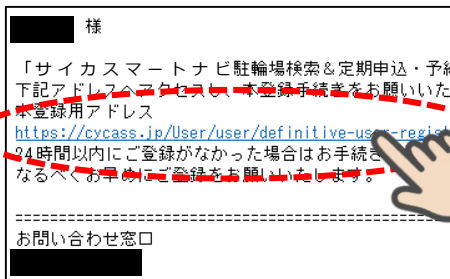 様
「サイカスマートナビ駐輪場検索&定期申込・予約
下記アドレスへアクセスし、本登録手続きをお願いいた
本登録用アドレス
https://cycass.jp/User/user/definitive-user-regist
24時間以内にご登録がなかった場合はお手続き
なるべくお早めにご登録をお願いいたします。
==================================================
お問い合わせ窓口